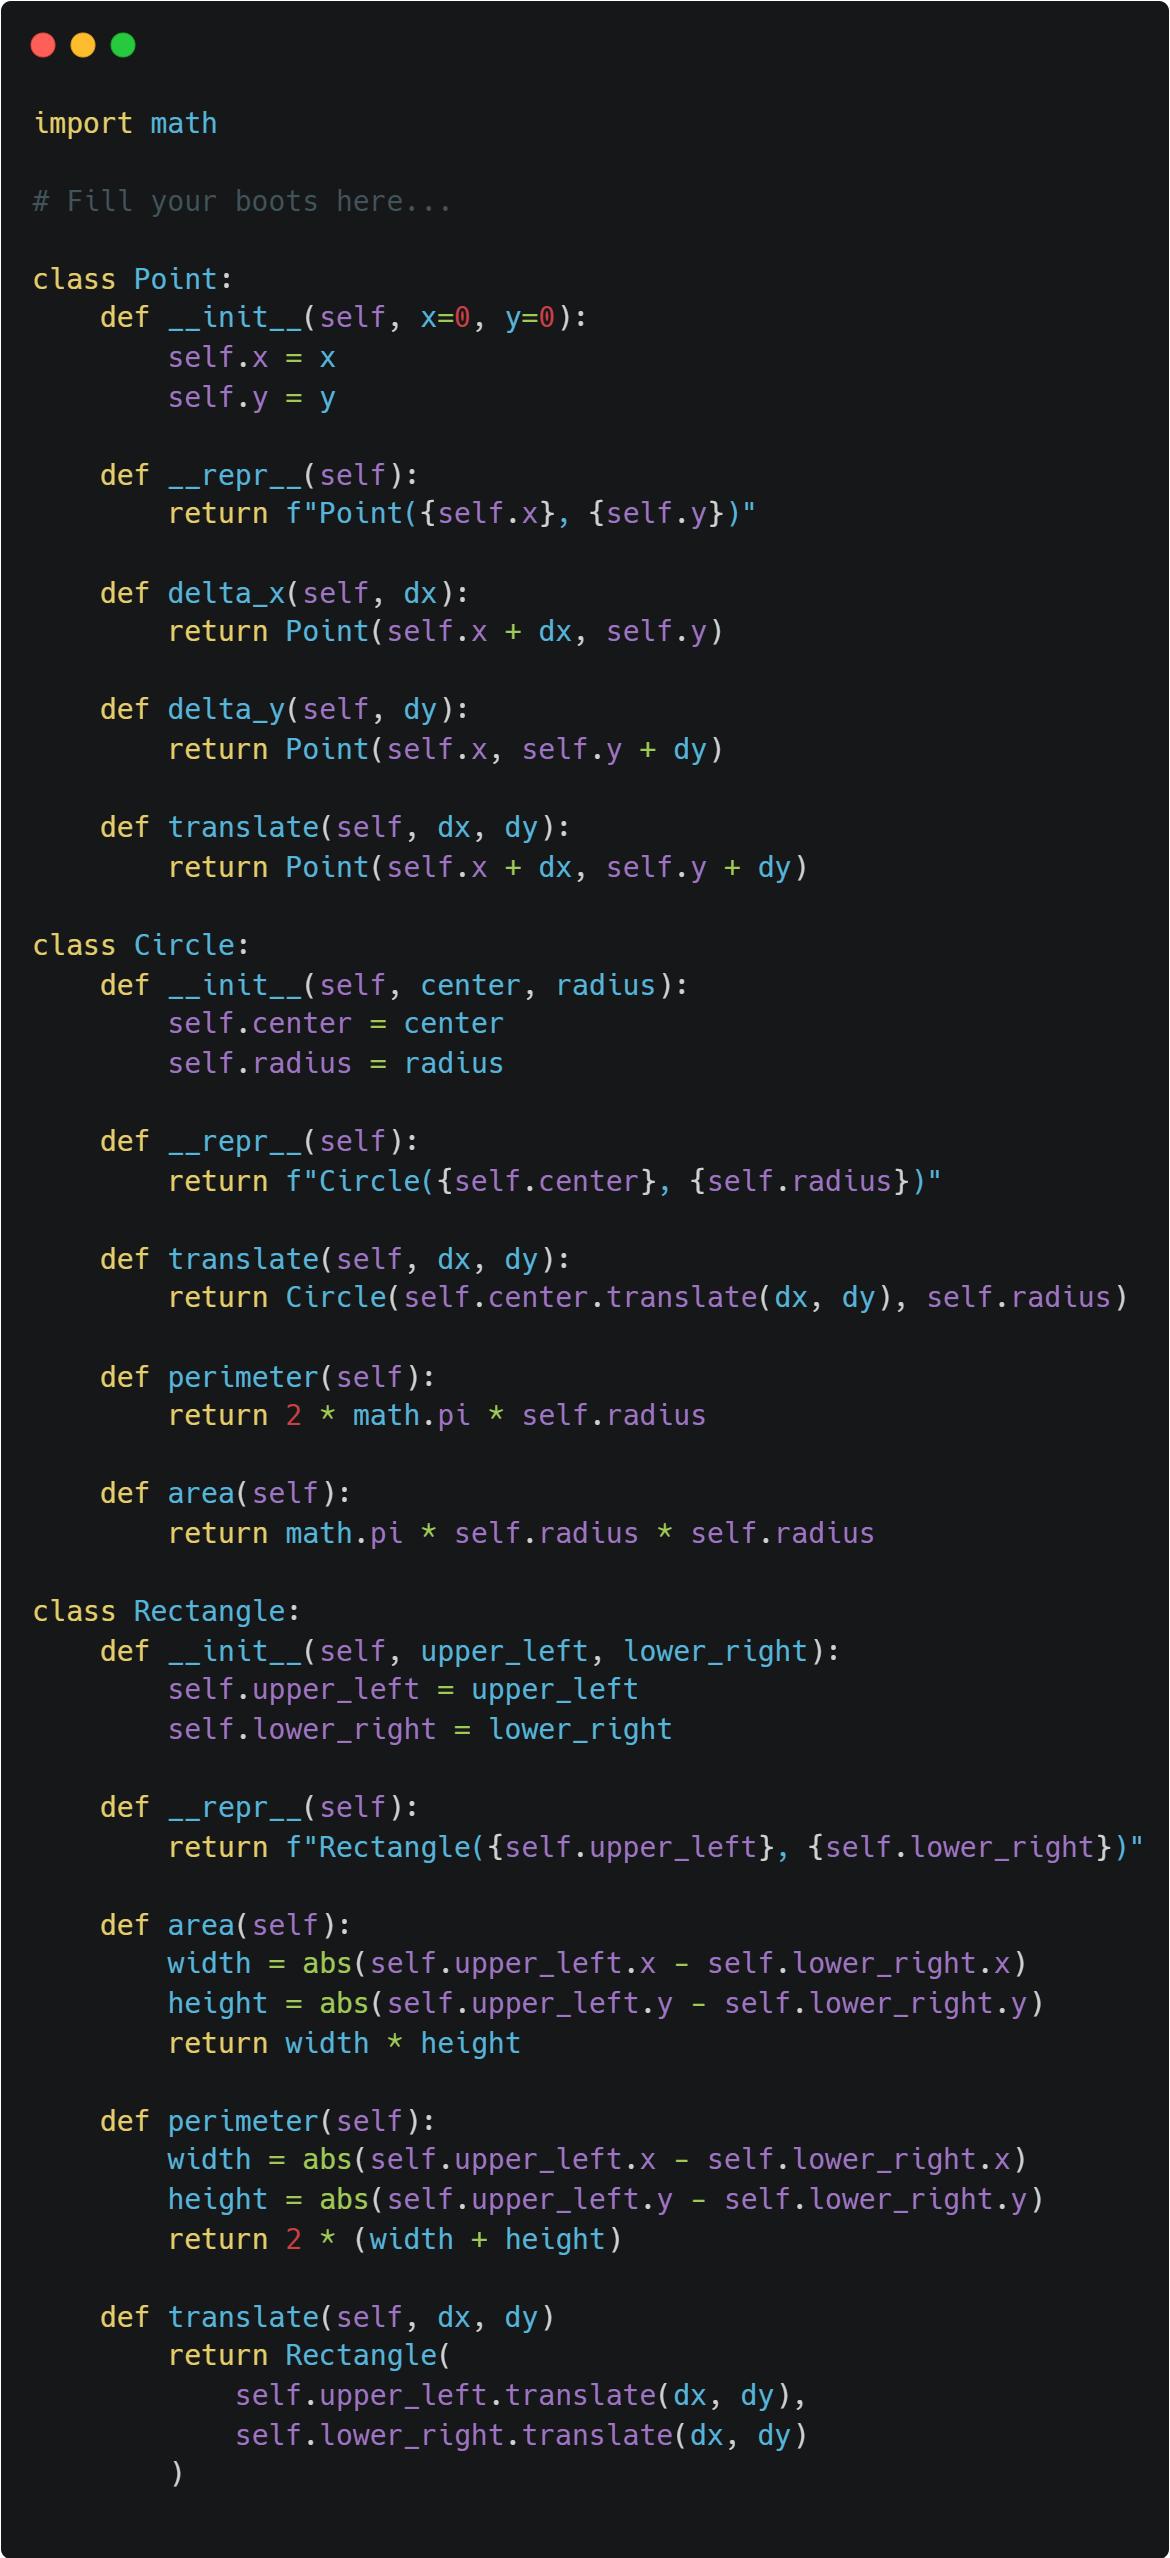 import math

# Fill your boots here...

class Point:
    def __init__(self, x=0, y=0):
        self.x = x
        self.y = y

    def __repr__(self):
        return f"Point({self.x}, {self.y})"

    def delta_x(self, dx):
        return Point(self.x + dx, self.y)

    def delta_y(self, dy):
        return Point(self.x, self.y + dy)

    def translate(self, dx, dy):
        return Point(self.x + dx, self.y + dy)

class Circle:
    def __init__(self, center, radius):
        self.center = center
        self.radius = radius

    def __repr__(self):
        return f"Circle({self.center}, {self.radius})"

    def translate(self, dx, dy):
        return Circle(self.center.translate(dx, dy), self.radius)

    def perimeter(self):
        return 2 * math.pi * self.radius

    def area(self):
        return math.pi * self.radius * self.radius

class Rectangle:
    def __init__(self, upper_left, lower_right):
        self.upper_left = upper_left
        self.lower_right = lower_right

    def __repr__(self):
        return f"Rectangle({self.upper_left}, {self.lower_right})"

    def area(self):
        width = abs(self.upper_left.x - self.lower_right.x)
        height = abs(self.upper_left.y - self.lower_right.y)
        return width * height

    def perimeter(self):
        width = abs(self.upper_left.x - self.lower_right.x)
        height = abs(self.upper_left.y - self.lower_right.y)
        return 2 * (width + height)

    def translate(self, dx, dy)
        return Rectangle(
            self.upper_left.translate(dx, dy),
            self.lower_right.translate(dx, dy)
        )